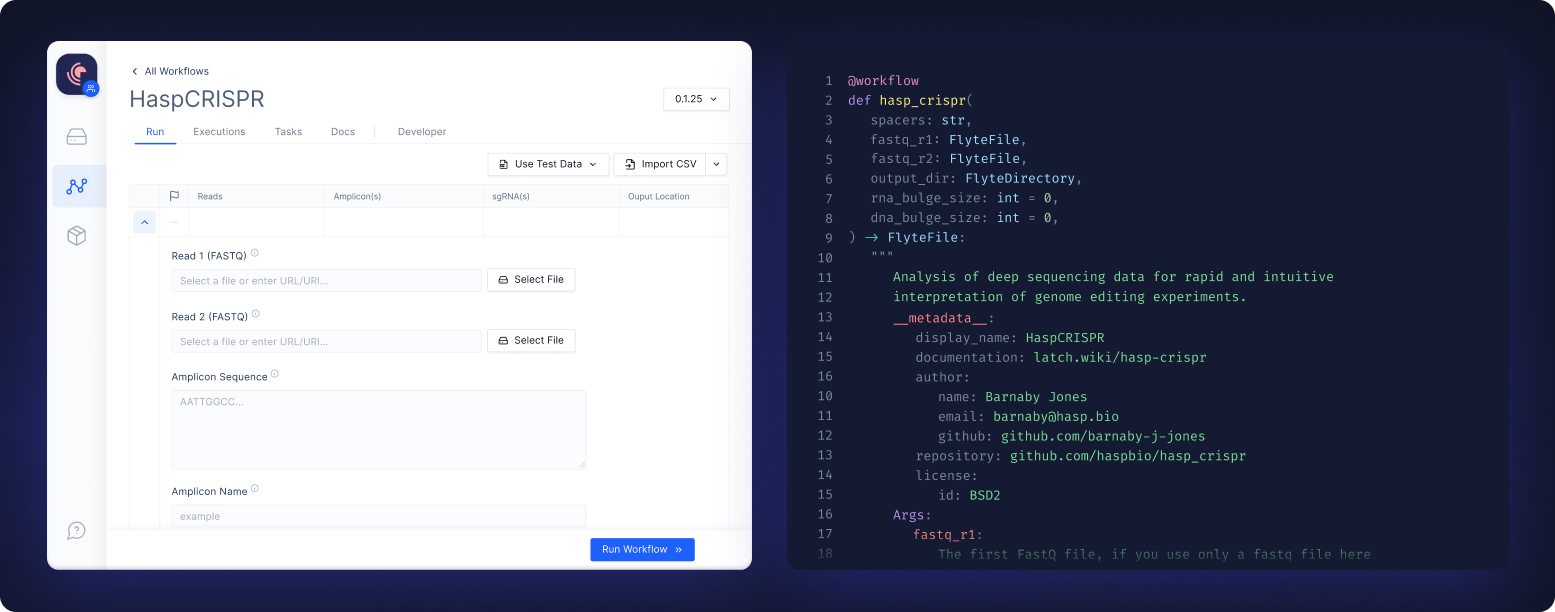 All Workflows
HaspCRISPR
0.1.25
Run Executions Tasks Docs Developer
Use Test Data Import CSV
Reads Amplicon(s) sgRNA(s) Ouput Location
Read 1 (FASTQ)
Select a file or enter URL/URI... Select File
Read 2 (FASTQ)
Select a file or enter URL/URI... Select File
Amplicon Sequence
AATTGGCC...
Amplicon Name
example
Run Workflow »
1 @workflow
2 def hasp_crispr(
3 spacers: str,
4 fastq_r1: FlyteFile,
5 fastq_r2: FlyteFile,
6 output_dir: FlyteDirectory,
7 rna_bulge_size: int = 0,
8 dna_bulge_size: int = 0,
9 ) -> FlyteFile:
10 """
11 Analysis of deep sequencing data for rapid and intuitive
12 interpretation of genome editing experiments.
13 __metadata__:
14 display_name: HaspCRISPR
15 documentation: latch.wiki/hasp-crispr
16 author:
10 name: Barnaby Jones
11 email: barnaby@hasp.bio
12 github: github.com/barnaby-j-jones
13 repository: github.com/haspbio/hasp_crispr
14 license:
15 id: BSD2
16 Args:
17 fastq_r1:
18 The first FastQ file, if you use only a fastq file here